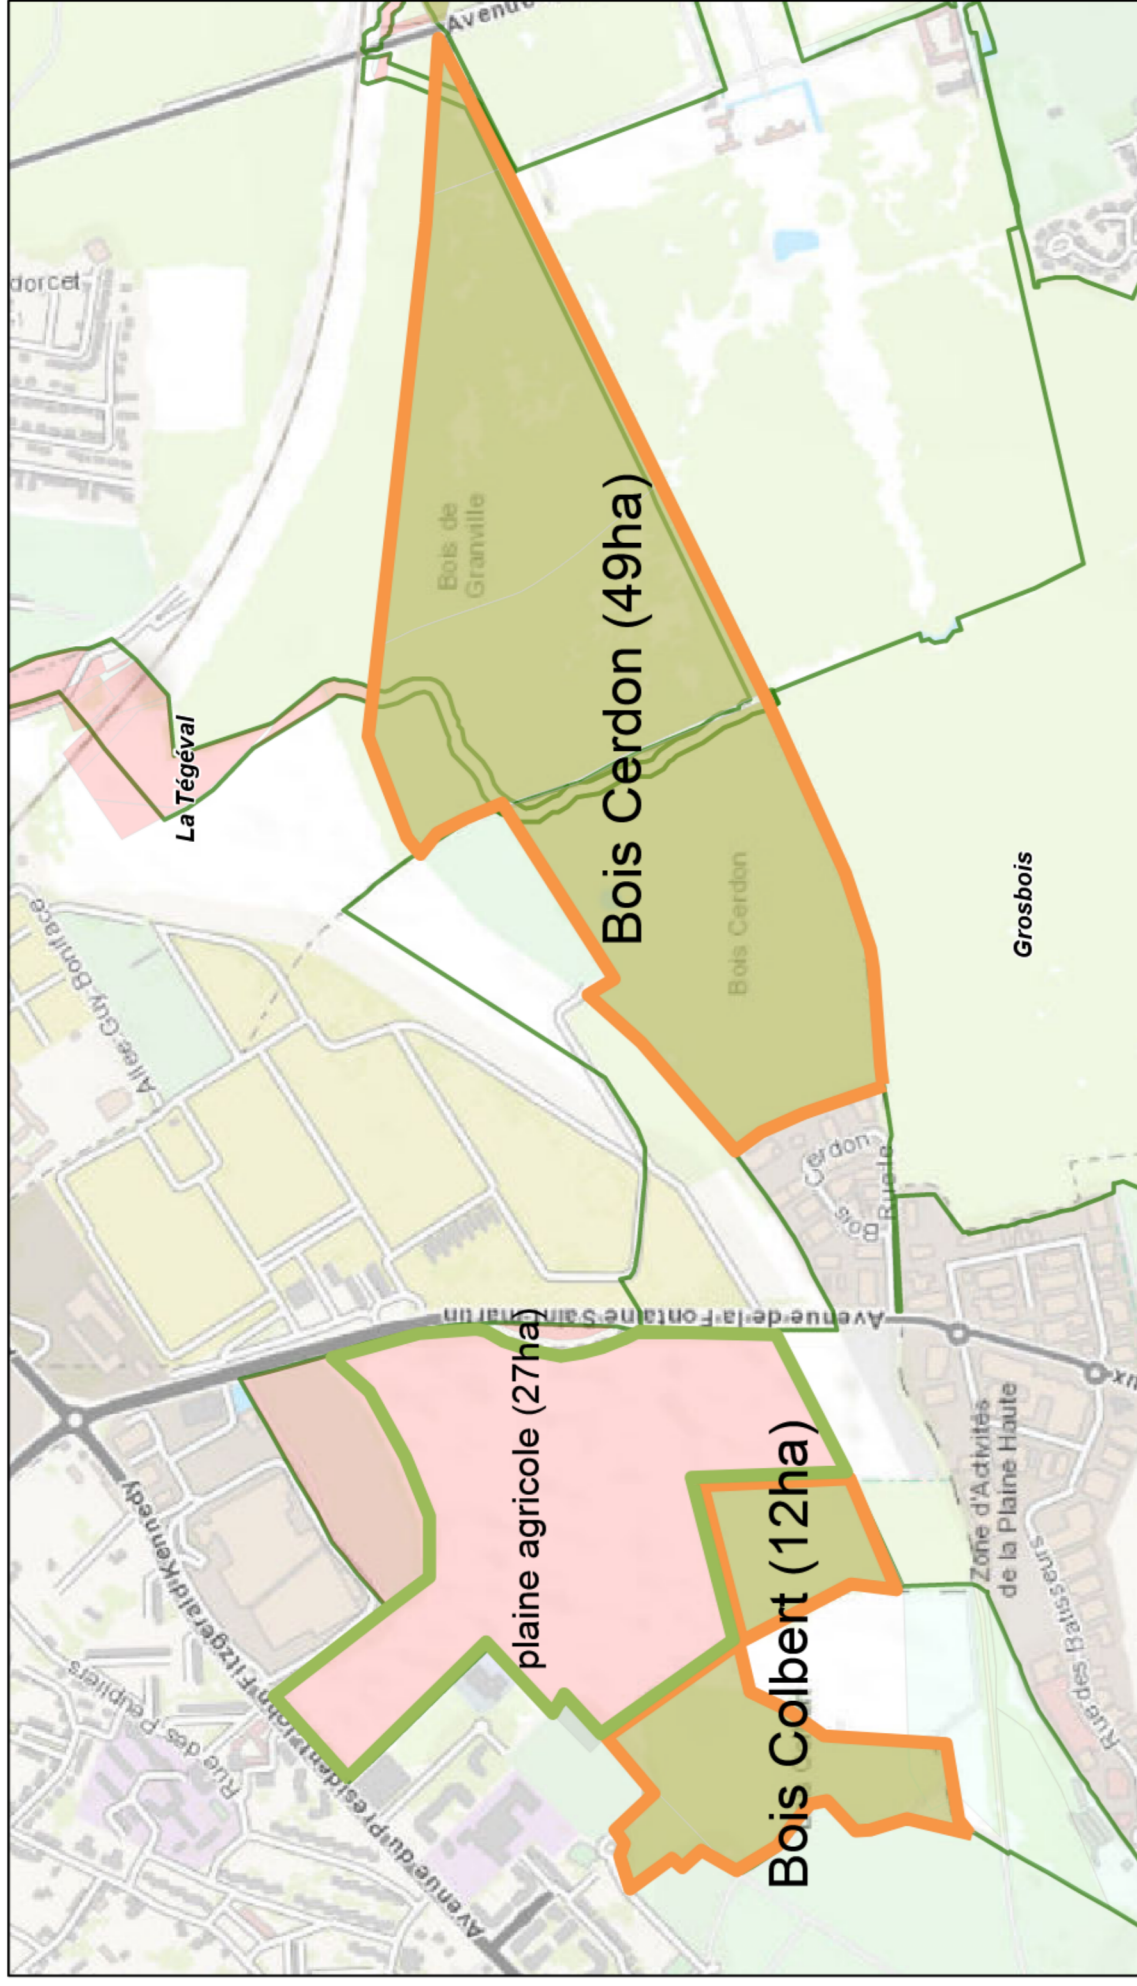 Avenue
dorcet
Bois de
Granville
La Tégéval
Bois Cerdon (49ha)
Bois Cerdon
Grosbois
Allée Guy Boniface
Cerdon
Bois
Avenue de la Fontaine Saint-Martin
plaine agricole (27ha)
Bois Colbert (12ha)
Zone d'Activités
de la Plaine Haute
Rue des Bâtisseurs
Avenue du Président John Fitzgerald Kennedy
Rue des Peupliers